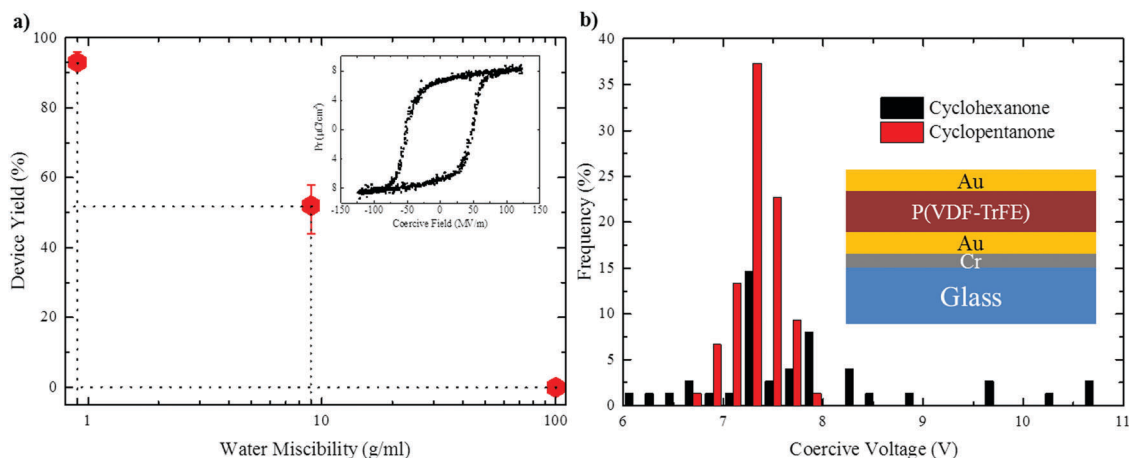 a)
Device Yield (%)
100
80
60
40
20
0
1
10
100
Water Miscibility (g/ml)
Pr (μC/cm²)
8
4
0
4
8
-150
-100
-50
0
50
100
150
Coercive Field (MV/m)
b)
Frequency (%)
40
35
30
25
20
15
10
5
0
6
7
8
9
10
11
Coercive Voltage (V)
Cyclohexanone
Cyclopentanone
Au
P(VDF-TrFE)
Au
Cr
Glass